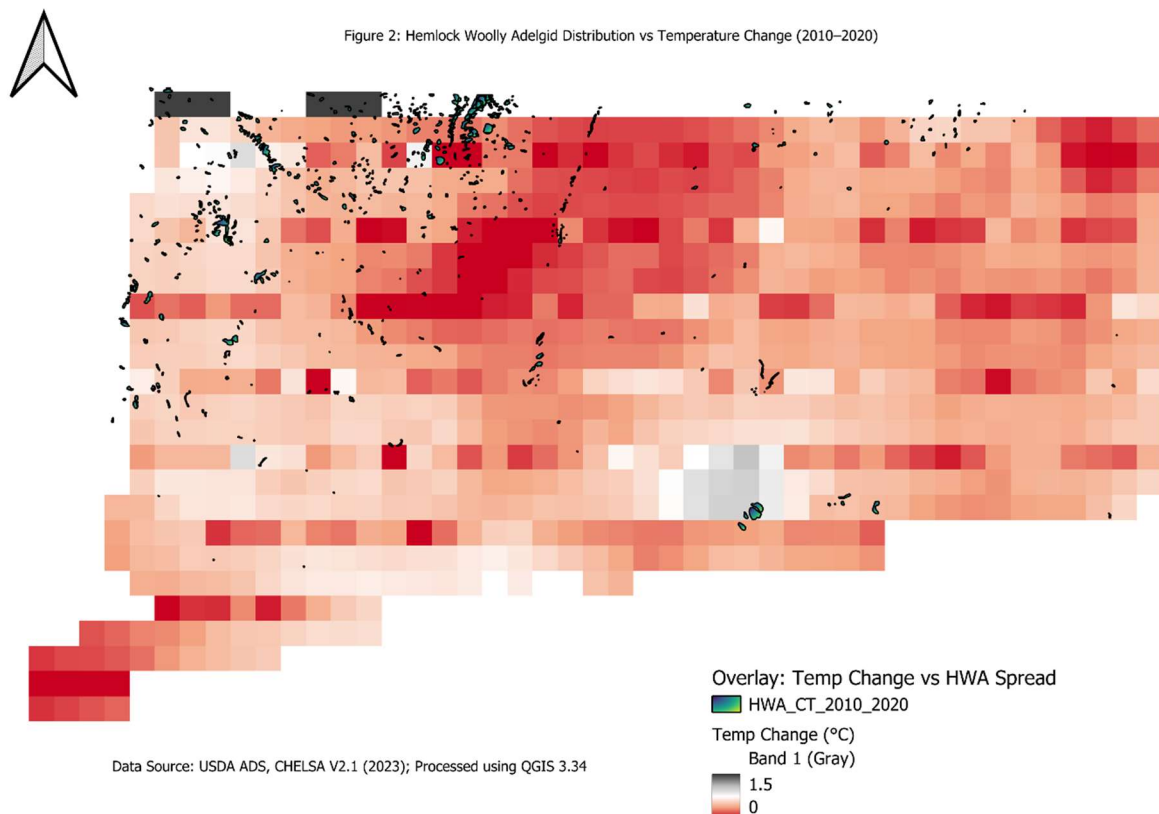 Figure 2: Hemlock Woolly Adelgid Distribution vs Temperature Change (2010–2020)
Overlay: Temp Change vs HWA Spread
HWA_CT_2010_2020
Temp Change (°C)
Band 1 (Gray)
1.5
0
Data Source: USDA ADS, CHELSA V2.1 (2023); Processed using QGIS 3.34